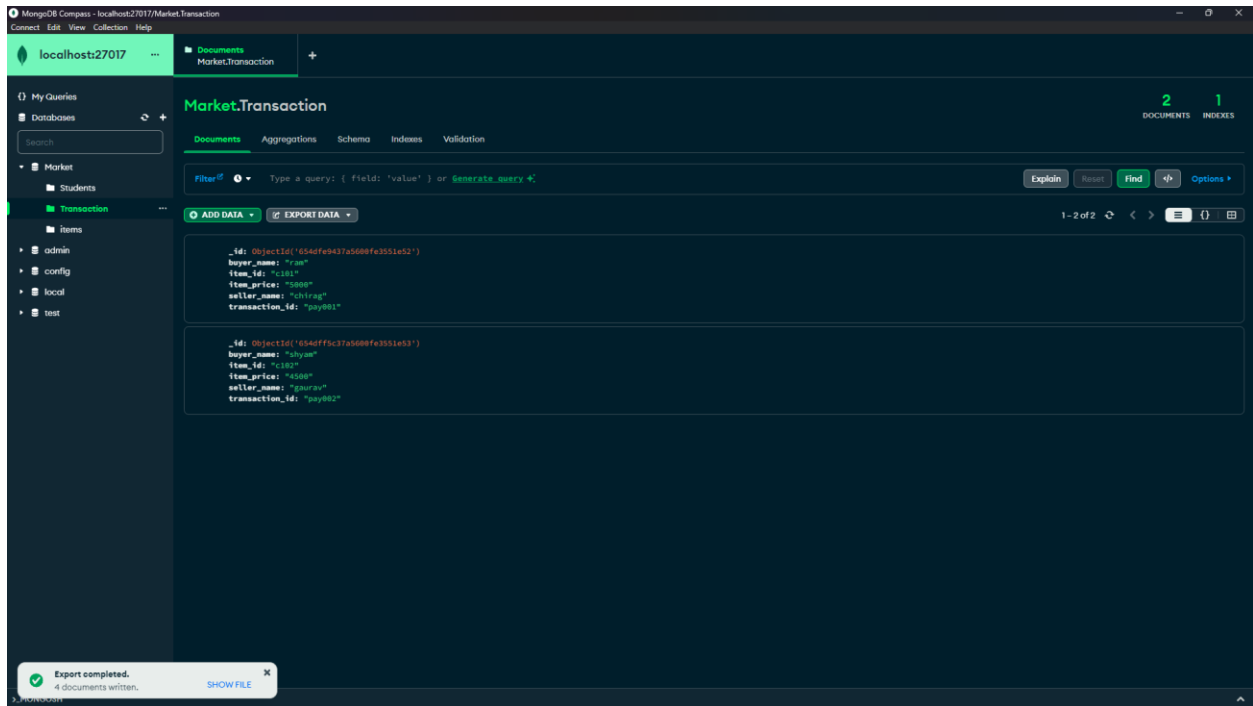 MongoDB Compass - localhost:27017/Market.Transaction
Connect Edit View Collection Help
localhost:27017 ...
Documents
Market.Transaction
+
{} My Queries
Databases
Search
Market
Students
Transaction ...
items
admin
config
local
test
Market.Transaction
2
DOCUMENTS
1
INDEXES
Documents Aggregations Schema Indexes Validation
Filter Type a query: { field: 'value' } or Generate query
Explain Reset Find </> Options
ADD DATA EXPORT DATA
1 – 2 of 2 {}
_id: ObjectId('654dfe9437a5600fe3551e52')
buyer_name: "ram"
item_id: "c101"
item_price: "5000"
seller_name: "chirag"
transaction_id: "pay001"
_id: ObjectId('654dff5c37a5600fe3551e53')
buyer_name: "shyam"
item_id: "c102"
item_price: "4500"
seller_name: "gaurav"
transaction_id: "pay002"
Export completed.
4 documents written.
SHOW FILE
>_MONGOSH